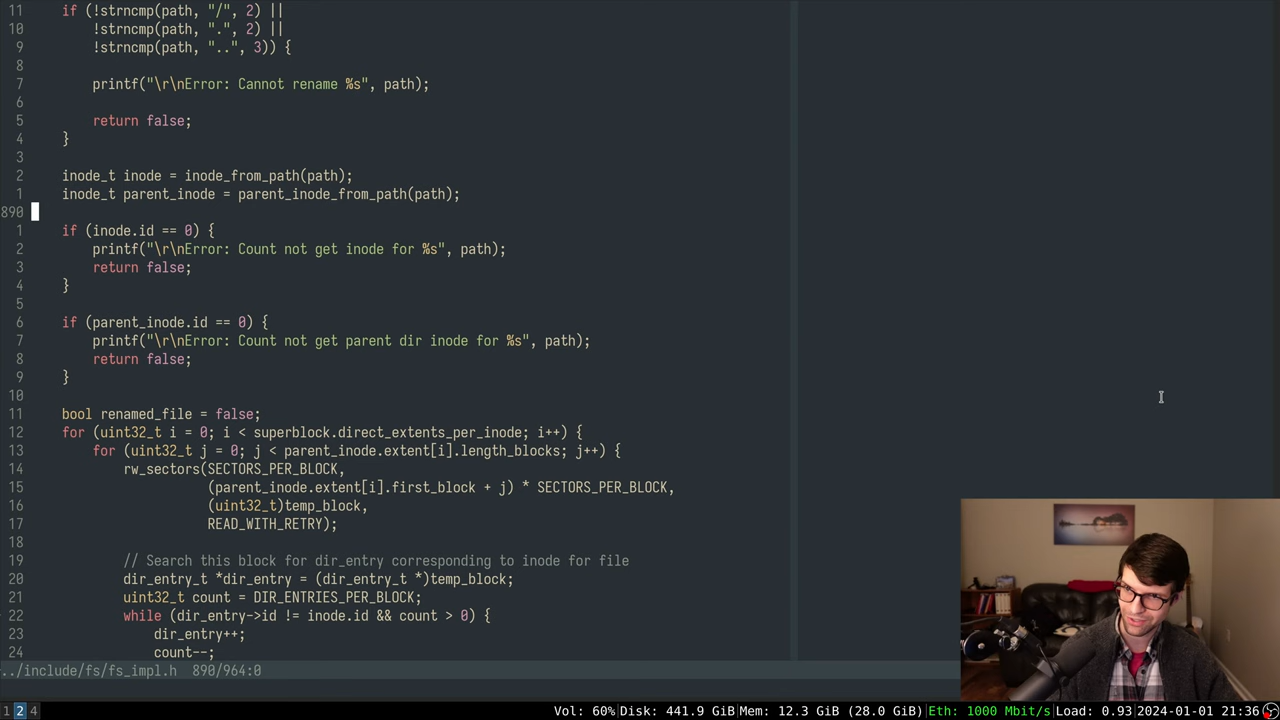 11     if (!strncmp(path, "/", 2) ||
10         !strncmp(path, ".", 2) ||
9         !strncmp(path, "..", 3)) {
8
7         printf("\r\nError: Cannot rename %s", path);
6
5         return false;
4     }
3
2     inode_t inode = inode_from_path(path);
1     inode_t parent_inode = parent_inode_from_path(path);
890
1     if (inode.id == 0) {
2         printf("\r\nError: Count not get inode for %s", path);
3         return false;
4     }
5
6     if (parent_inode.id == 0) {
7         printf("\r\nError: Count not get parent dir inode for %s", path);
8         return false;
9     }
10
11     bool renamed_file = false;
12     for (uint32_t i = 0; i < superblock.direct_extents_per_inode; i++) {
13         for (uint32_t j = 0; j < parent_inode.extent[i].length_blocks; j++) {
14             rw_sectors(SECTORS_PER_BLOCK,
15                        (parent_inode.extent[i].first_block + j) * SECTORS_PER_BLOCK,
16                        (uint32_t)temp_block,
17                        READ_WITH_RETRY);
18
19             // Search this block for dir_entry corresponding to inode for file
20             dir_entry_t *dir_entry = (dir_entry_t *)temp_block;
21             uint32_t count = DIR_ENTRIES_PER_BLOCK;
22             while (dir_entry->id != inode.id && count > 0) {
23                 dir_entry++;
24                 count--;
../include/fs/fs_impl.h  890/964:0
1 2 4 Vol: 60%|Disk: 441.9 GiB|Mem: 12.3 GiB (28.0 GiB)|Eth: 1000 Mbit/s|Load: 0.93|2024-01-01 21:36